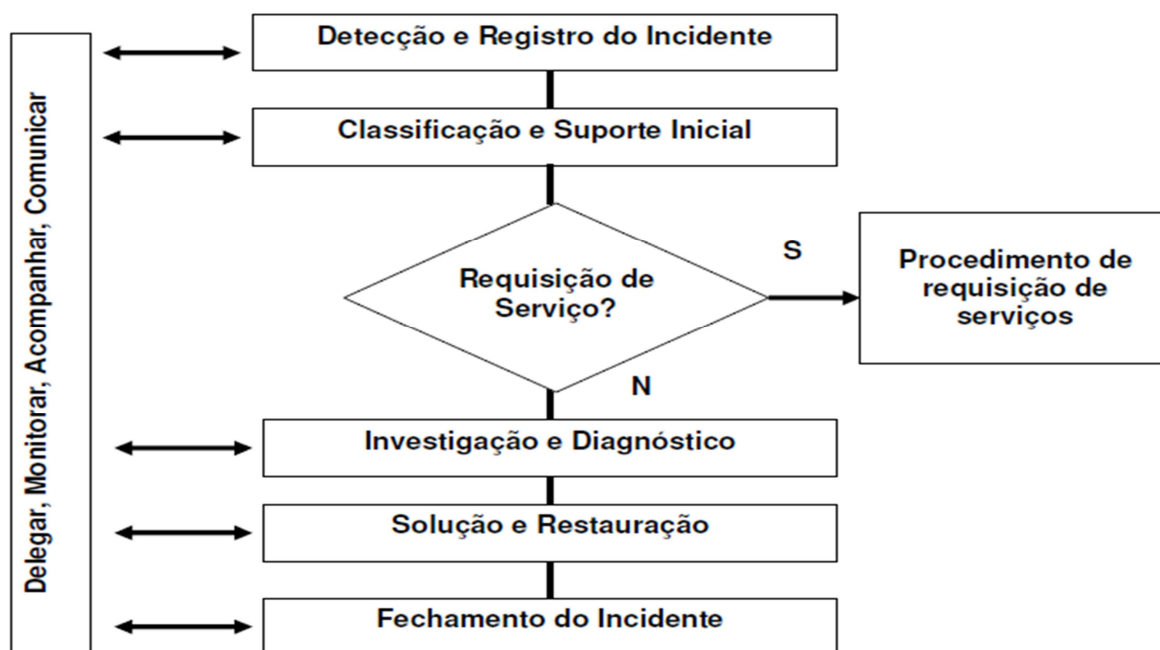 Delegar, Monitorar, Acompanhar, Comunicar
Detecção e Registro do Incidente
Classificação e Suporte Inicial
Requisição de
Serviço?
S
Procedimento de
requisição de
serviços
N
Investigação e Diagnóstico
Solução e Restauração
Fechamento do Incidente